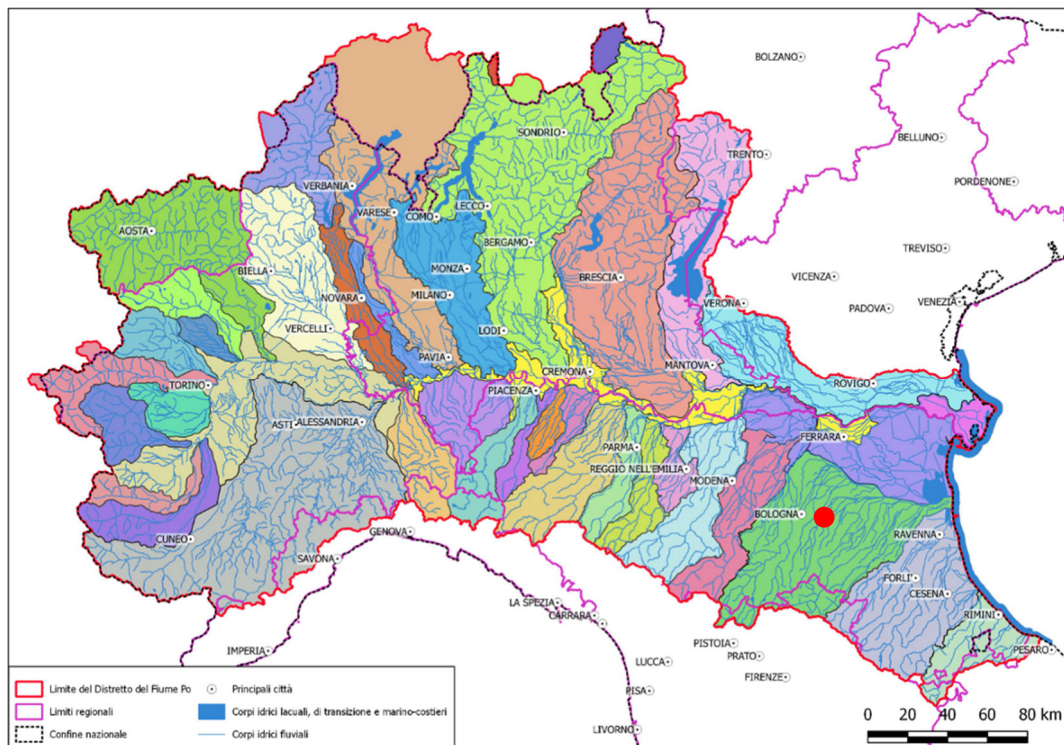 BOLZANO
BELLUNO
SONDRIO
TRENTO
PORDENONE
VERBANIA
VARESE
COMO
LECCO
AOSTA
BERGAMO
TREVISO
BIELLA
MONZA
BRESCIA
VICENZA
PADOVA
VENEZIA
NOVARA
MILANO
VERONA
VERCELLI
LODI
PAVIA
CREMONA
MANTOVA
TORINO
PIACENZA
ROVIGO
ASTI
ALESSANDRIA
FERRARA
PARMA
REGGIO NELL'EMILIA
MODENA
BOLOGNA
CUNEO
GENOVA
RAVENNA
SAVONA
FORLI'
CESENA
LA SPEZIA
CARRARA
RIMINI
IMPERIA
PISTOIA
PRATO
PESARO
LUCCA
FIRENZE
PISA
LIVORNO
Limite del Distretto del Fiume Po
Principali città
Limiti regionali
Corpi idrici lacuali, di transizione e marino-costieri
Confine nazionale
Corpi idrici fluviali
0 20 40 60 80 km